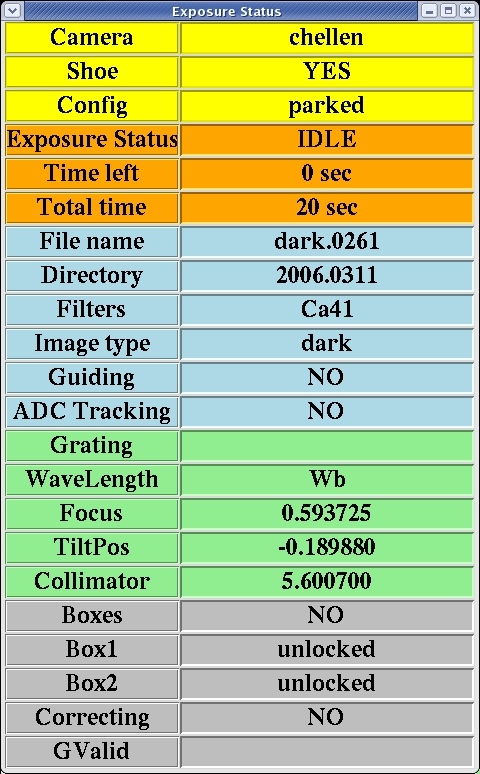 Exposure Status
Camera chellen
Shoe YES
Config parked
Exposure Status IDLE
Time left 0 sec
Total time 20 sec
File name dark.0261
Directory 2006.0311
Filters Ca41
Image type dark
Guiding NO
ADC Tracking NO
Grating
WaveLength Wb
Focus 0.593725
TiltPos -0.189880
Collimator 5.600700
Boxes NO
Box1 unlocked
Box2 unlocked
Correcting NO
GValid